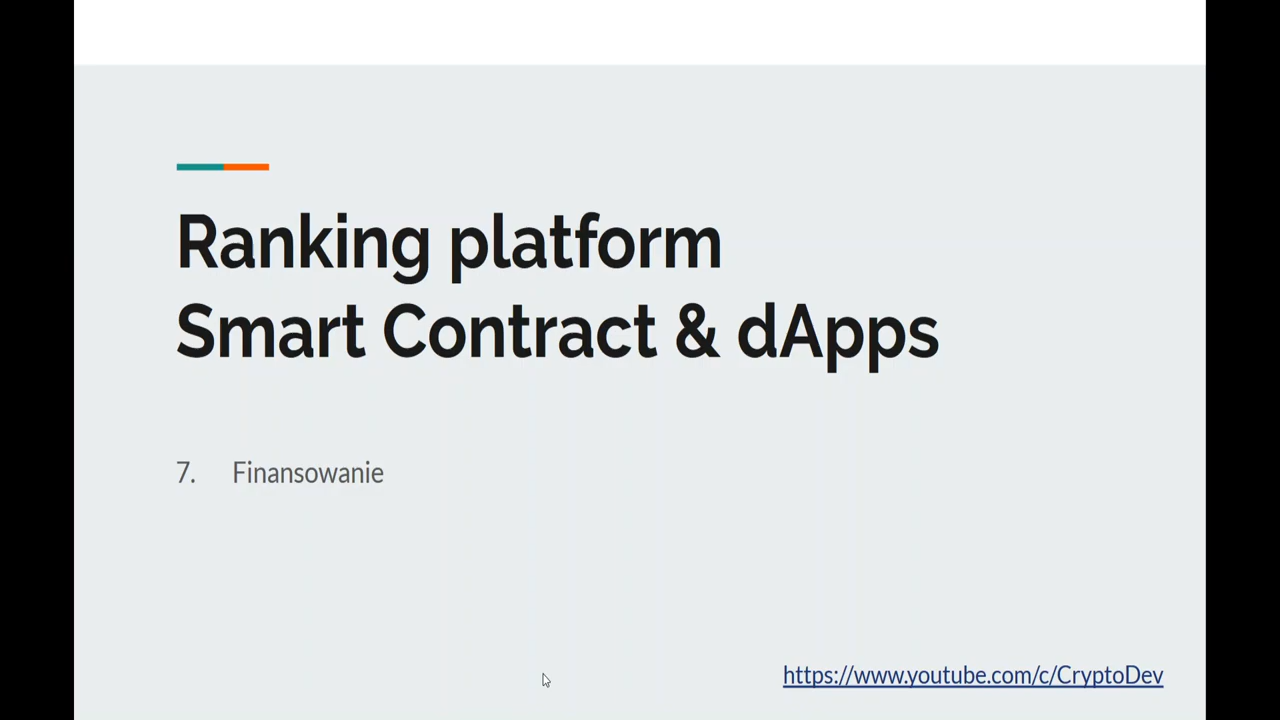 Ranking platform
Smart Contract & dApps
7. Finansowanie
https://www.youtube.com/c/CryptoDev